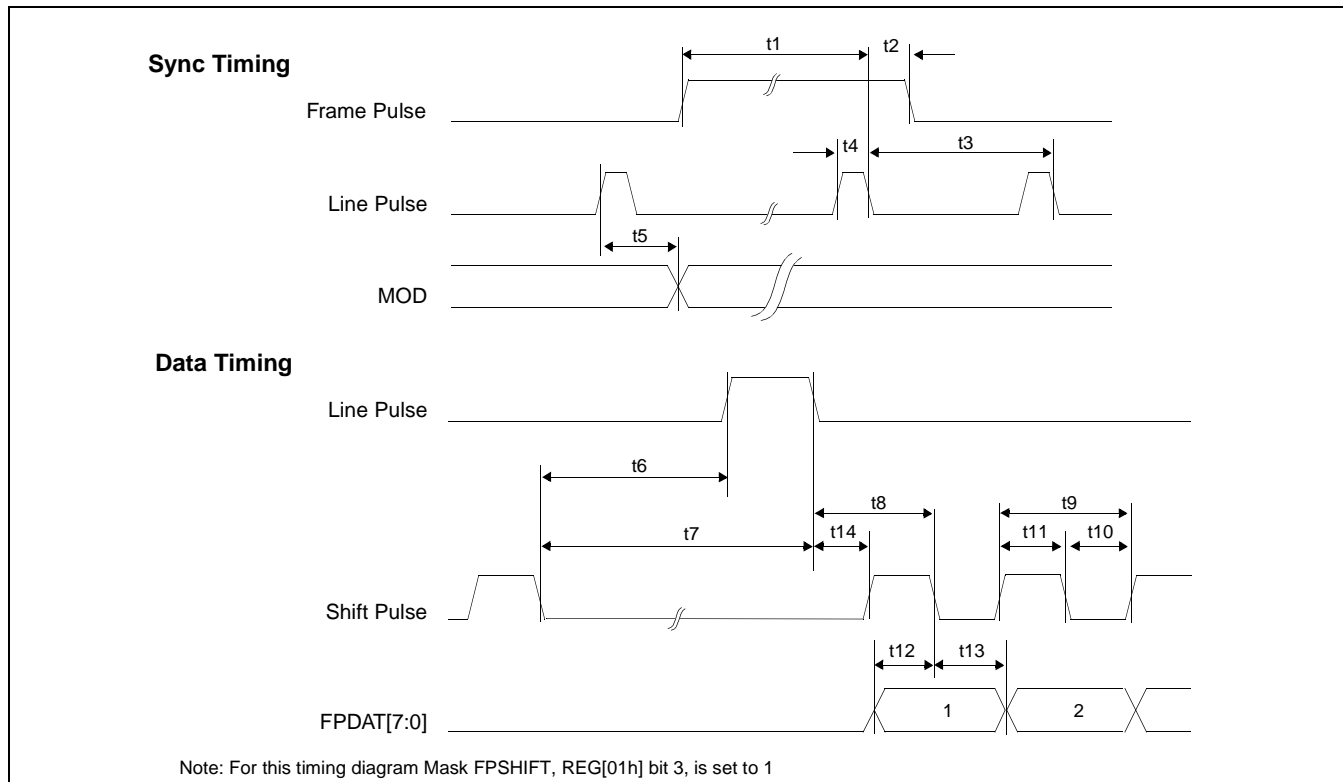 Sync Timing
t1
t2
Frame Pulse
t4
t3
Line Pulse
t5
MOD
Data Timing
Line Pulse
t6
t8
t9
t7
t14
t11
t10
Shift Pulse
t12
t13
FPDAT[7:0]
1
2
Note: For this timing diagram Mask FPSHIFT, REG[01h] bit 3, is set to 1